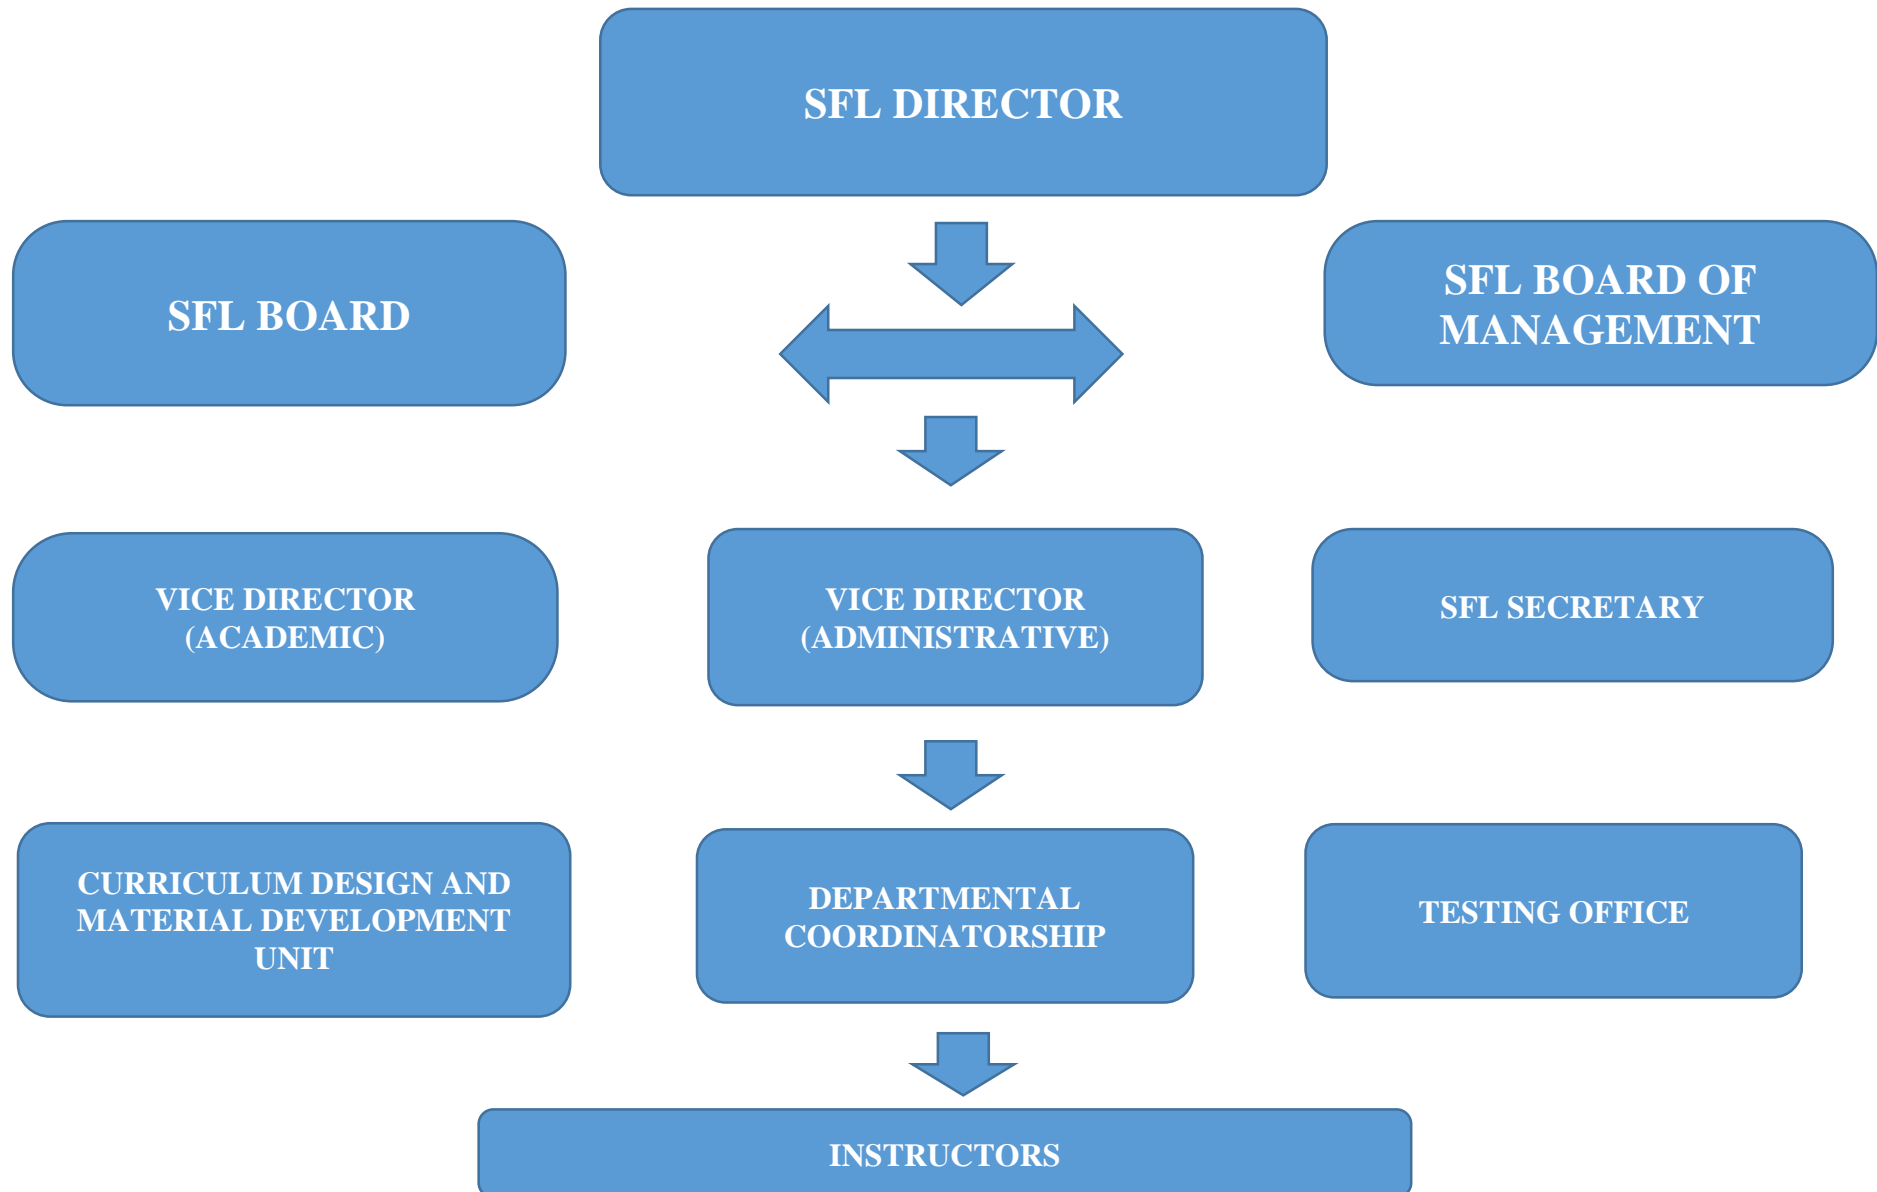 SFL DIRECTOR
SFL BOARD
SFL BOARD OF
MANAGEMENT
VICE DIRECTOR
(ACADEMIC)
VICE DIRECTOR
(ADMINISTRATIVE)
SFL SECRETARY
CURRICULUM DESIGN AND
MATERIAL DEVELOPMENT
UNIT
DEPARTMENTAL
COORDINATORSHIP
TESTING OFFICE
INSTRUCTORS